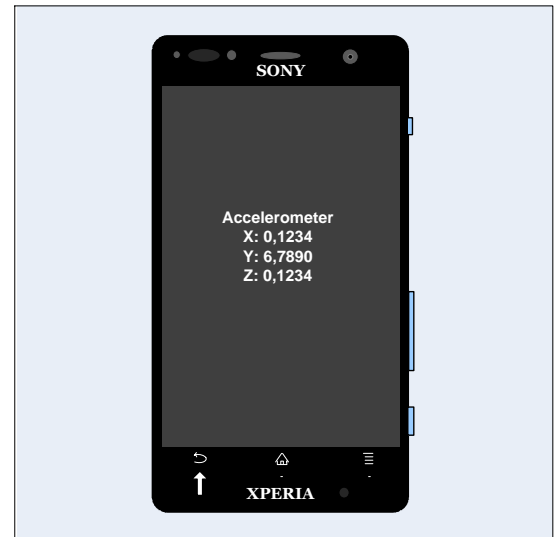 SONY
Accelerometer
X: 0,1234
Y: 6,7890
Z: 0,1234
XPERIA